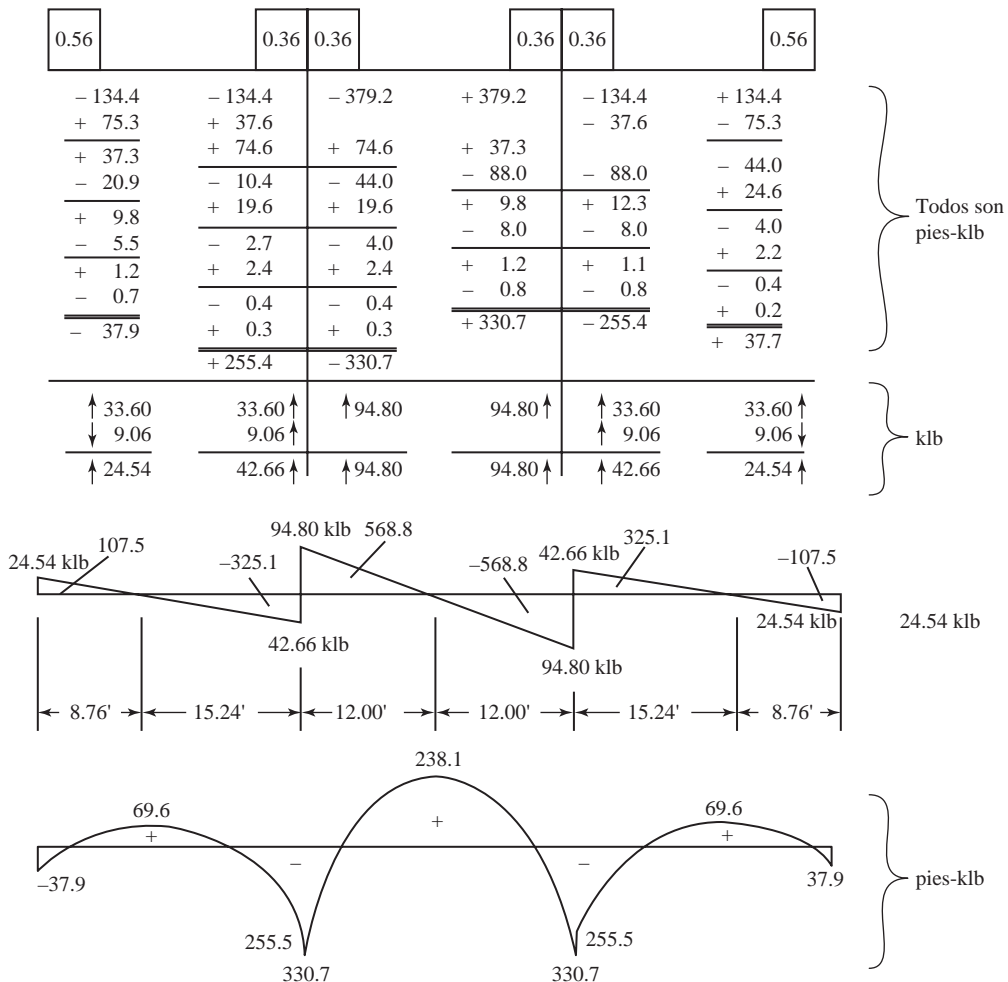 0.56 0.36 0.36 0.36 0.36 0.56
– 134.4 – 134.4 – 379.2 + 379.2 – 134.4 + 134.4
+ 75.3 + 37.6 – 37.6 – 75.3
+ 37.3 + 74.6 + 74.6 + 37.3 – 44.0
– 20.9 – 10.4 – 44.0 – 88.0 – 88.0 + 24.6
+ 9.8 + 19.6 + 19.6 + 9.8 + 12.3 – 4.0
– 5.5 – 2.7 – 4.0 – 8.0 – 8.0 + 2.2
+ 1.2 + 2.4 + 2.4 + 1.2 + 1.1 – 0.4
– 0.7 – 0.4 – 0.4 – 0.8 – 0.8 + 0.2
– 37.9 + 0.3 + 0.3 + 330.7 – 255.4 + 37.7
+ 255.4 – 330.7
Todos son
pies-klb
33.60 33.60 94.80 94.80 33.60 33.60
9.06 9.06 9.06 9.06
24.54 42.66 94.80 94.80 42.66 24.54
klb
94.80 klb 568.8
24.54 klb 107.5 –325.1 –568.8 42.66 klb 325.1 –107.5
42.66 klb 94.80 klb 24.54 klb 24.54 klb
8.76' 15.24' 12.00' 12.00' 15.24' 8.76'
238.1
69.6 69.6
+ + +
– –
–37.9 37.9
pies-klb
255.5 255.5
330.7 330.7